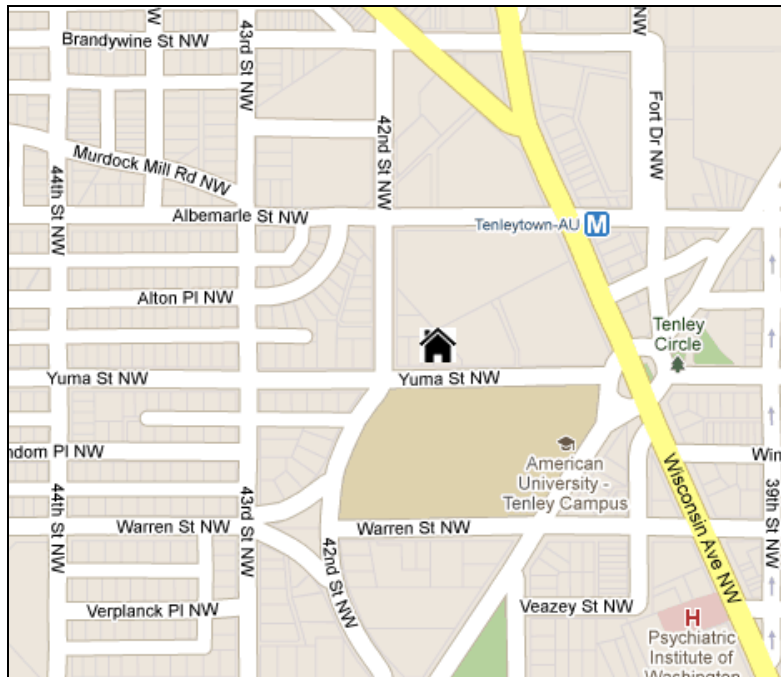 W
NW
Brandywine St NW
43rd St NW
Fort Dr NW
42nd St NW
Murdock Mill Rd NW
44th St NW
Albemarle St NW
Tenleytown-AU M
Alton Pl NW
Tenley
Circle
Yuma St NW
Yuma St NW
ndom Pl NW
American
University -
Tenley Campus
Wisconsin Ave NW
Win
44th St NW
43rd St NW
39th St NW
Warren St NW
Warren St NW
42nd St NW
Verplanck Pl NW
Veazey St NW
H
Psychiatric
Institute of
Washington